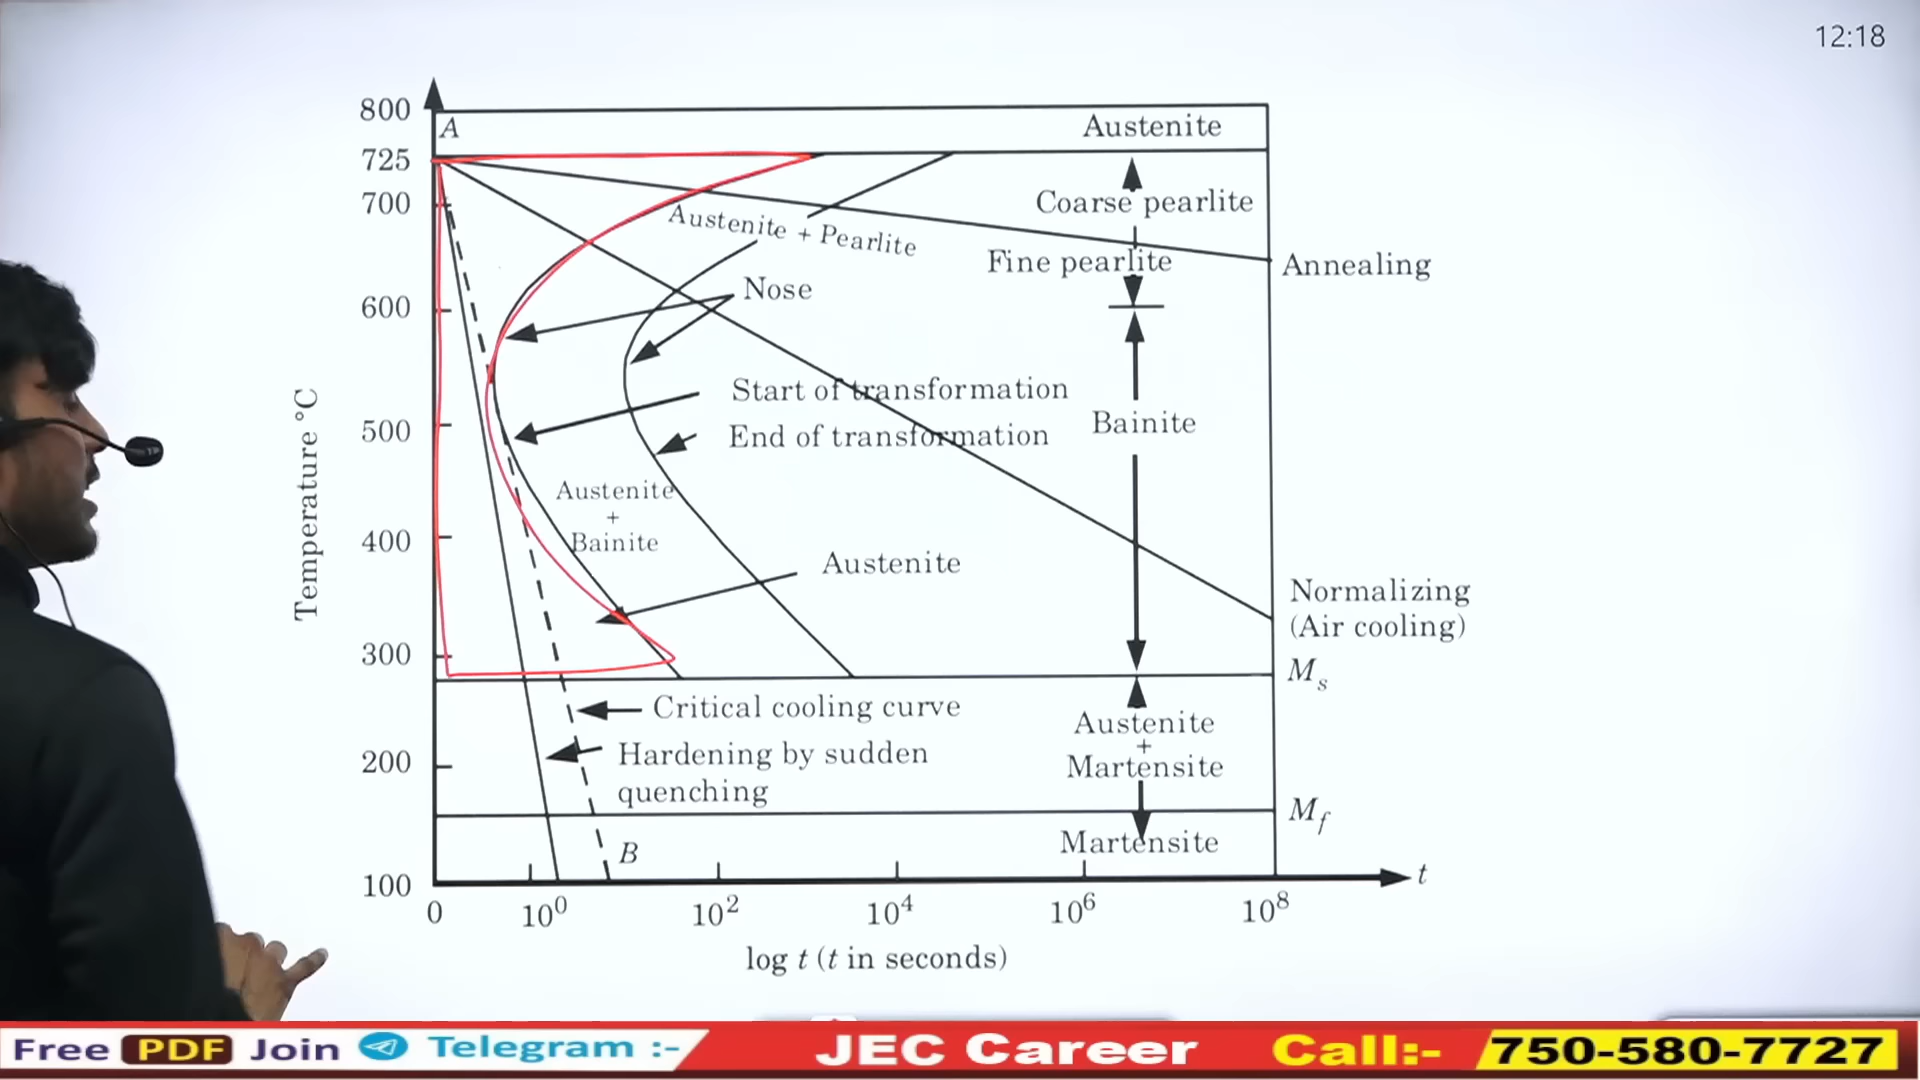 12:18
800
A
Austenite
725
700
Coarse pearlite
Austenite + Pearlite
Fine pearlite
Annealing
Nose
600
Start of transformation
500
End of transformation
Bainite
Temperature °C
Austenite
+
Bainite
400
Austenite
Normalizing
(Air cooling)
300
Ms
Critical cooling curve
Austenite
+
Martensite
200
Hardening by sudden
quenching
Mf
B
Martensite
100
t
0
10⁰
10²
10⁴
10⁶
10⁸
log t (t in seconds)
Free PDF Join Telegram :- JEC Career Call:- 750-580-7727